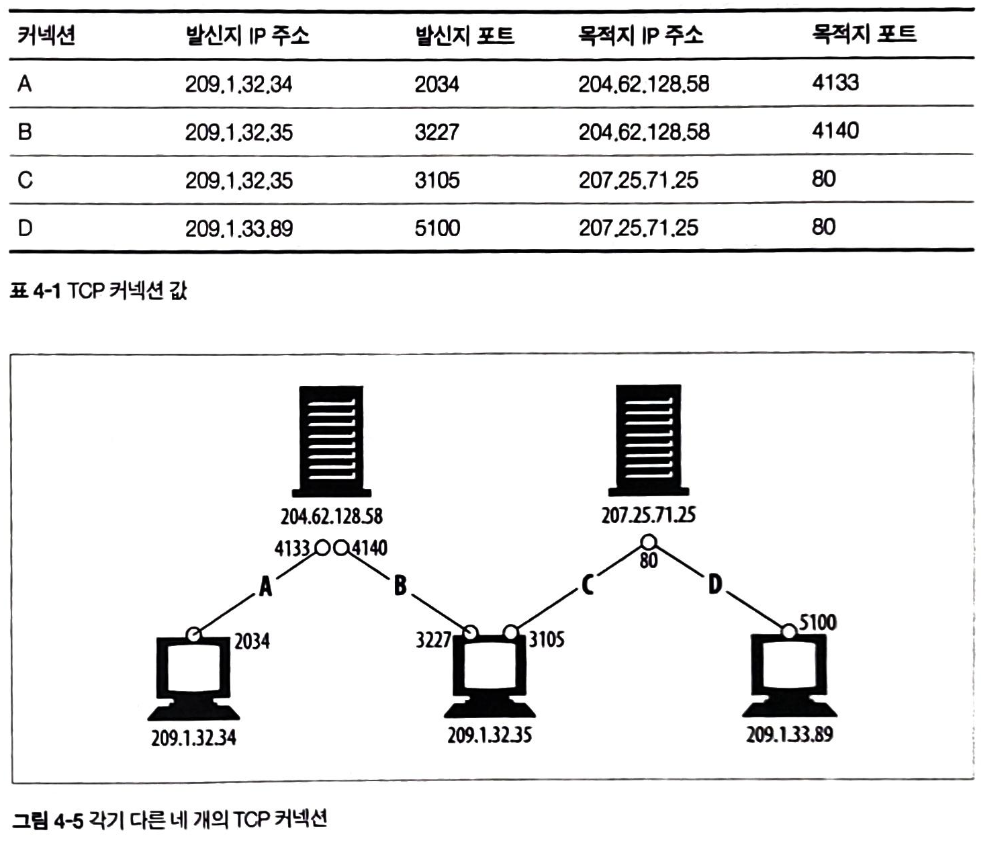 커넥션 발신지 IP 주소 발신지 포트 목적지 IP 주소 목적지 포트
A 209.1.32.34 2034 204.62.128.58 4133
B 209.1.32.35 3227 204.62.128.58 4140
C 209.1.32.35 3105 207.25.71.25 80
D 209.1.33.89 5100 207.25.71.25 80
표 4-1 TCP 커넥션 값
204.62.128.58 207.25.71.25
4133 4140 80
A B C D
2034 3227 3105 5100
209.1.32.34 209.1.32.35 209.1.33.89
그림 4-5 각기 다른 네 개의 TCP 커넥션